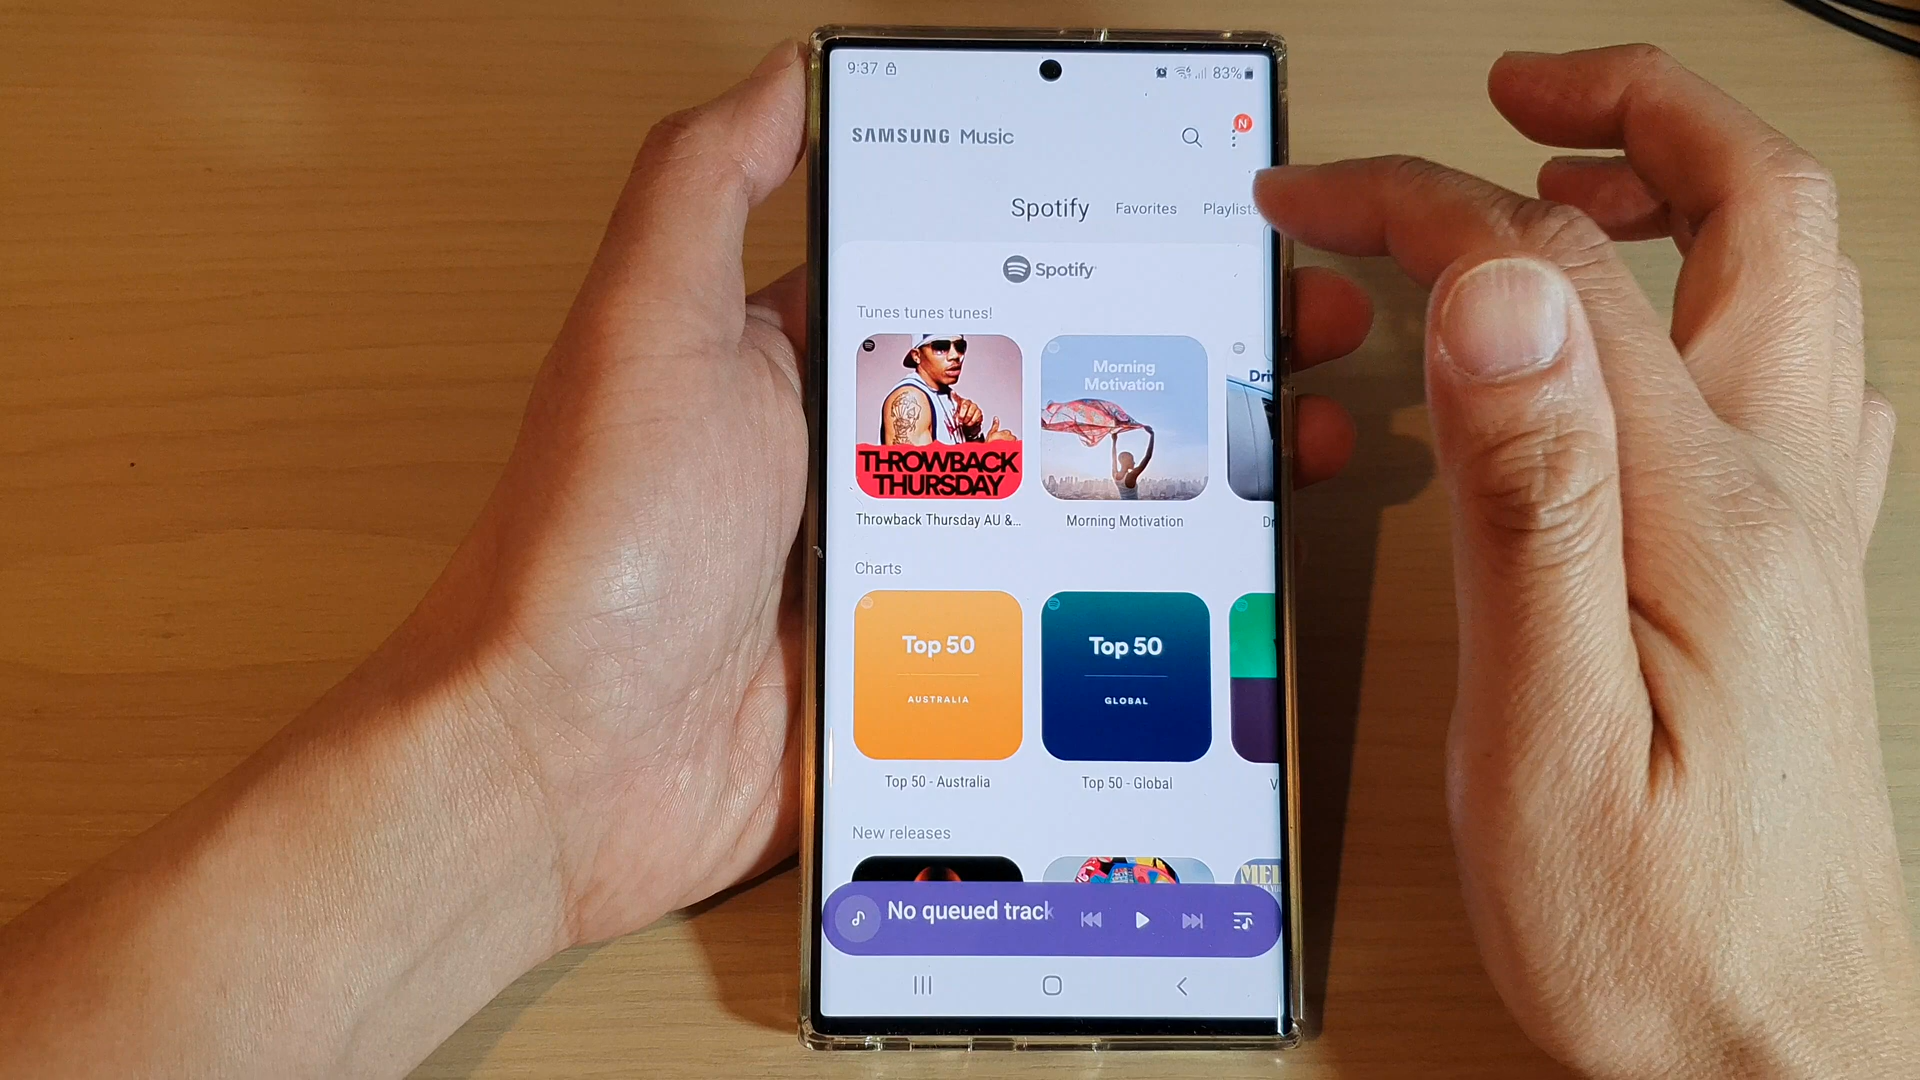 9:37
83%
SAMSUNG Music
N
Spotify Favorites Playlists
Spotify
Tunes tunes tunes!
Morning
Motivation
THROWBACK
THURSDAY
Throwback Thursday AU &...
Morning Motivation
Charts
Top 50
AUSTRALIA
Top 50
GLOBAL
Top 50 - Australia
Top 50 - Global
New releases
No queued track